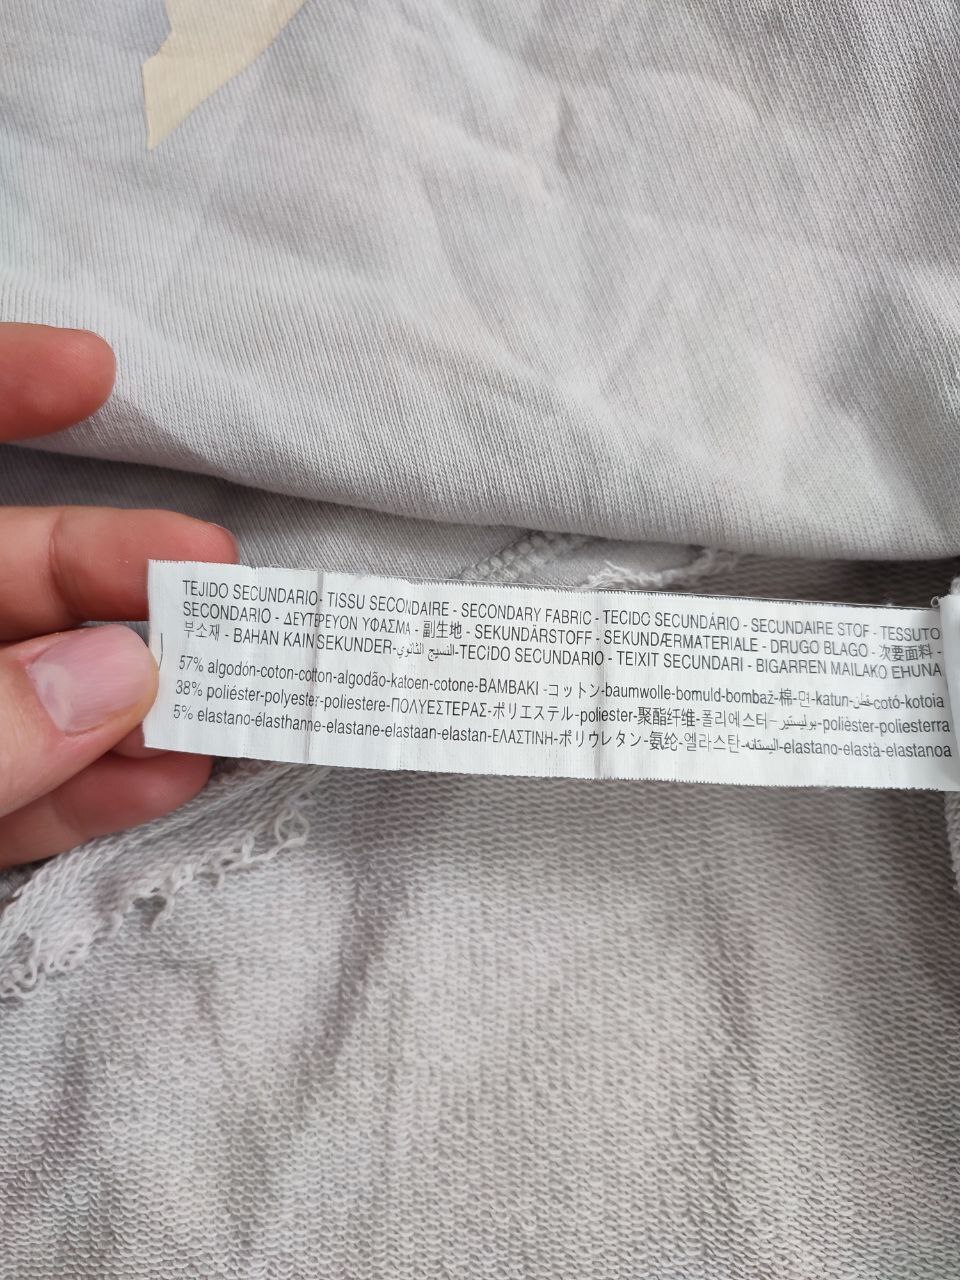 TEJIDO SECUNDARIO- TISSU SECONDAIRE - SECONDARY FABRIC - TECIDO SECUNDÁRIO - SECUNDAIRE STOF - TESSUTO
SECONDARIO - ΔΕΥΤΕΡΕΥΟΝ ΥΦΑΣΜΑ - 副生地 - SEKUNDÄRSTOFF - SEKUNDÆRMATERIALE - DRUGO BLAGO - 次要面料 -
부소재 - BAHAN KAIN SEKUNDER-النسيج الثانوي-TECIDO SECUNDARIO - TEIXIT SECUNDARI - BIGARREN MAILAKO EHUNA
57% algodón-coton-cotton-algodão-katoen-cotone-ΒΑΜΒΑΚΙ -コットン-baumwolle-bomuld-bombaž-棉-면-katun-قطن-cotó-kotoia
38% poliéster-polyester-poliestere-ΠΟΛΥΕΣΤΕΡΑΣ-ポリエステル-poliester-聚酯纤维-폴리에스터-بوليستير-polièster-poliesterra
5% elastano-élasthanne-elastane-elastaan-elastan-ΕΛΑΣΤΙΝΗ-ポリウレタン-氨纶-엘라스탄-اليستانه-elastano-elastà-elastanoa